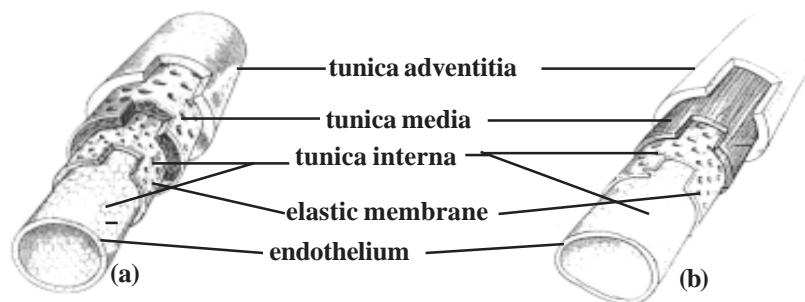 tunica adventitia
tunica media
tunica interna
elastic membrane
endothelium
(a)
(b)